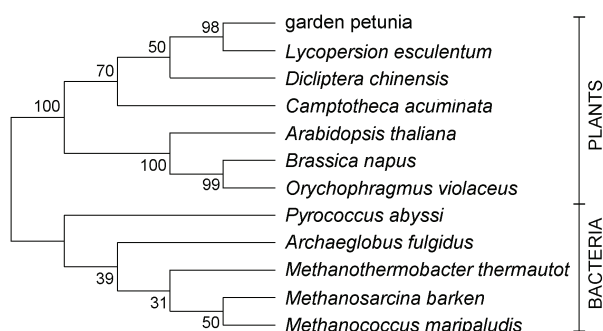 garden petunia
98
Lycopersion esculentum
50
Dicliptera chinensis
70
Camptotheca acuminata
100
Arabidopsis thaliana
100
Brassica napus
99
Orychophragmus violaceus
PLANTS
Pyrococcus abyssi
Archaeglobus fulgidus
39
Methanothermobacter thermautot
31
Methanosarcina barken
50
Methanococcus maripaludis
BACTERIA